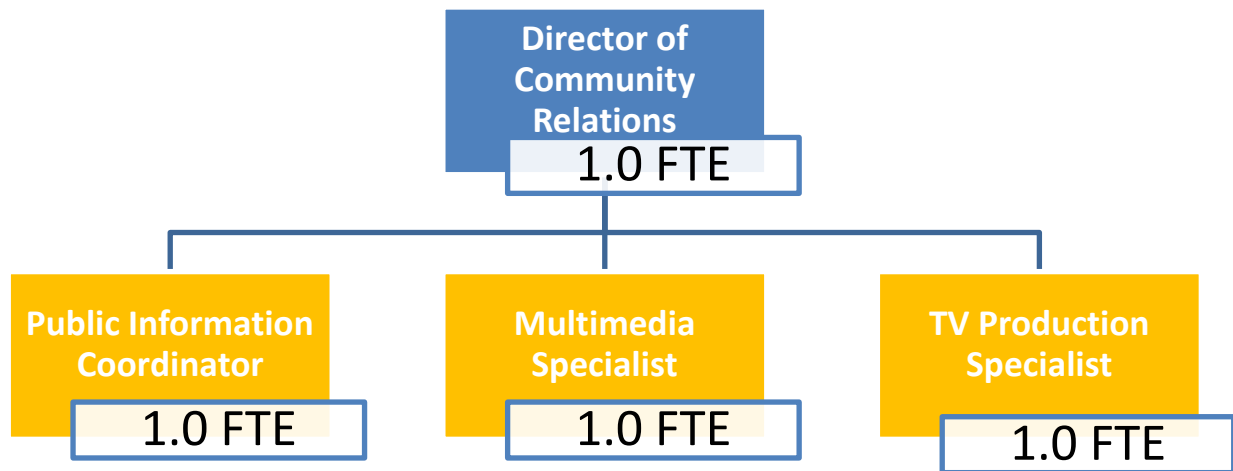 Director of
Community
Relations
1.0 FTE
Public Information
Coordinator
1.0 FTE
Multimedia
Specialist
1.0 FTE
TV Production
Specialist
1.0 FTE